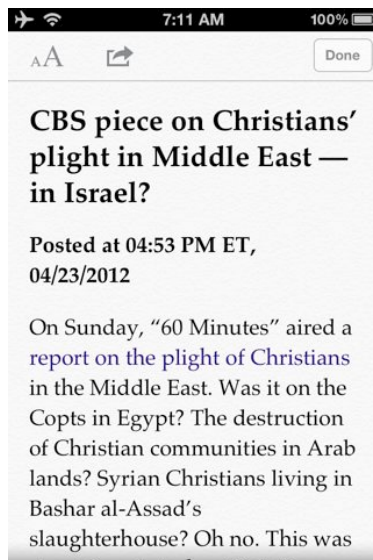 7:11 AM 100%
AA Done
CBS piece on Christians’
plight in Middle East —
in Israel?
Posted at 04:53 PM ET,
04/23/2012
On Sunday, “60 Minutes” aired a
report on the plight of Christians
in the Middle East. Was it on the
Copts in Egypt? The destruction
of Christian communities in Arab
lands? Syrian Christians living in
Bashar al-Assad’s
slaughterhouse? Oh no. This was